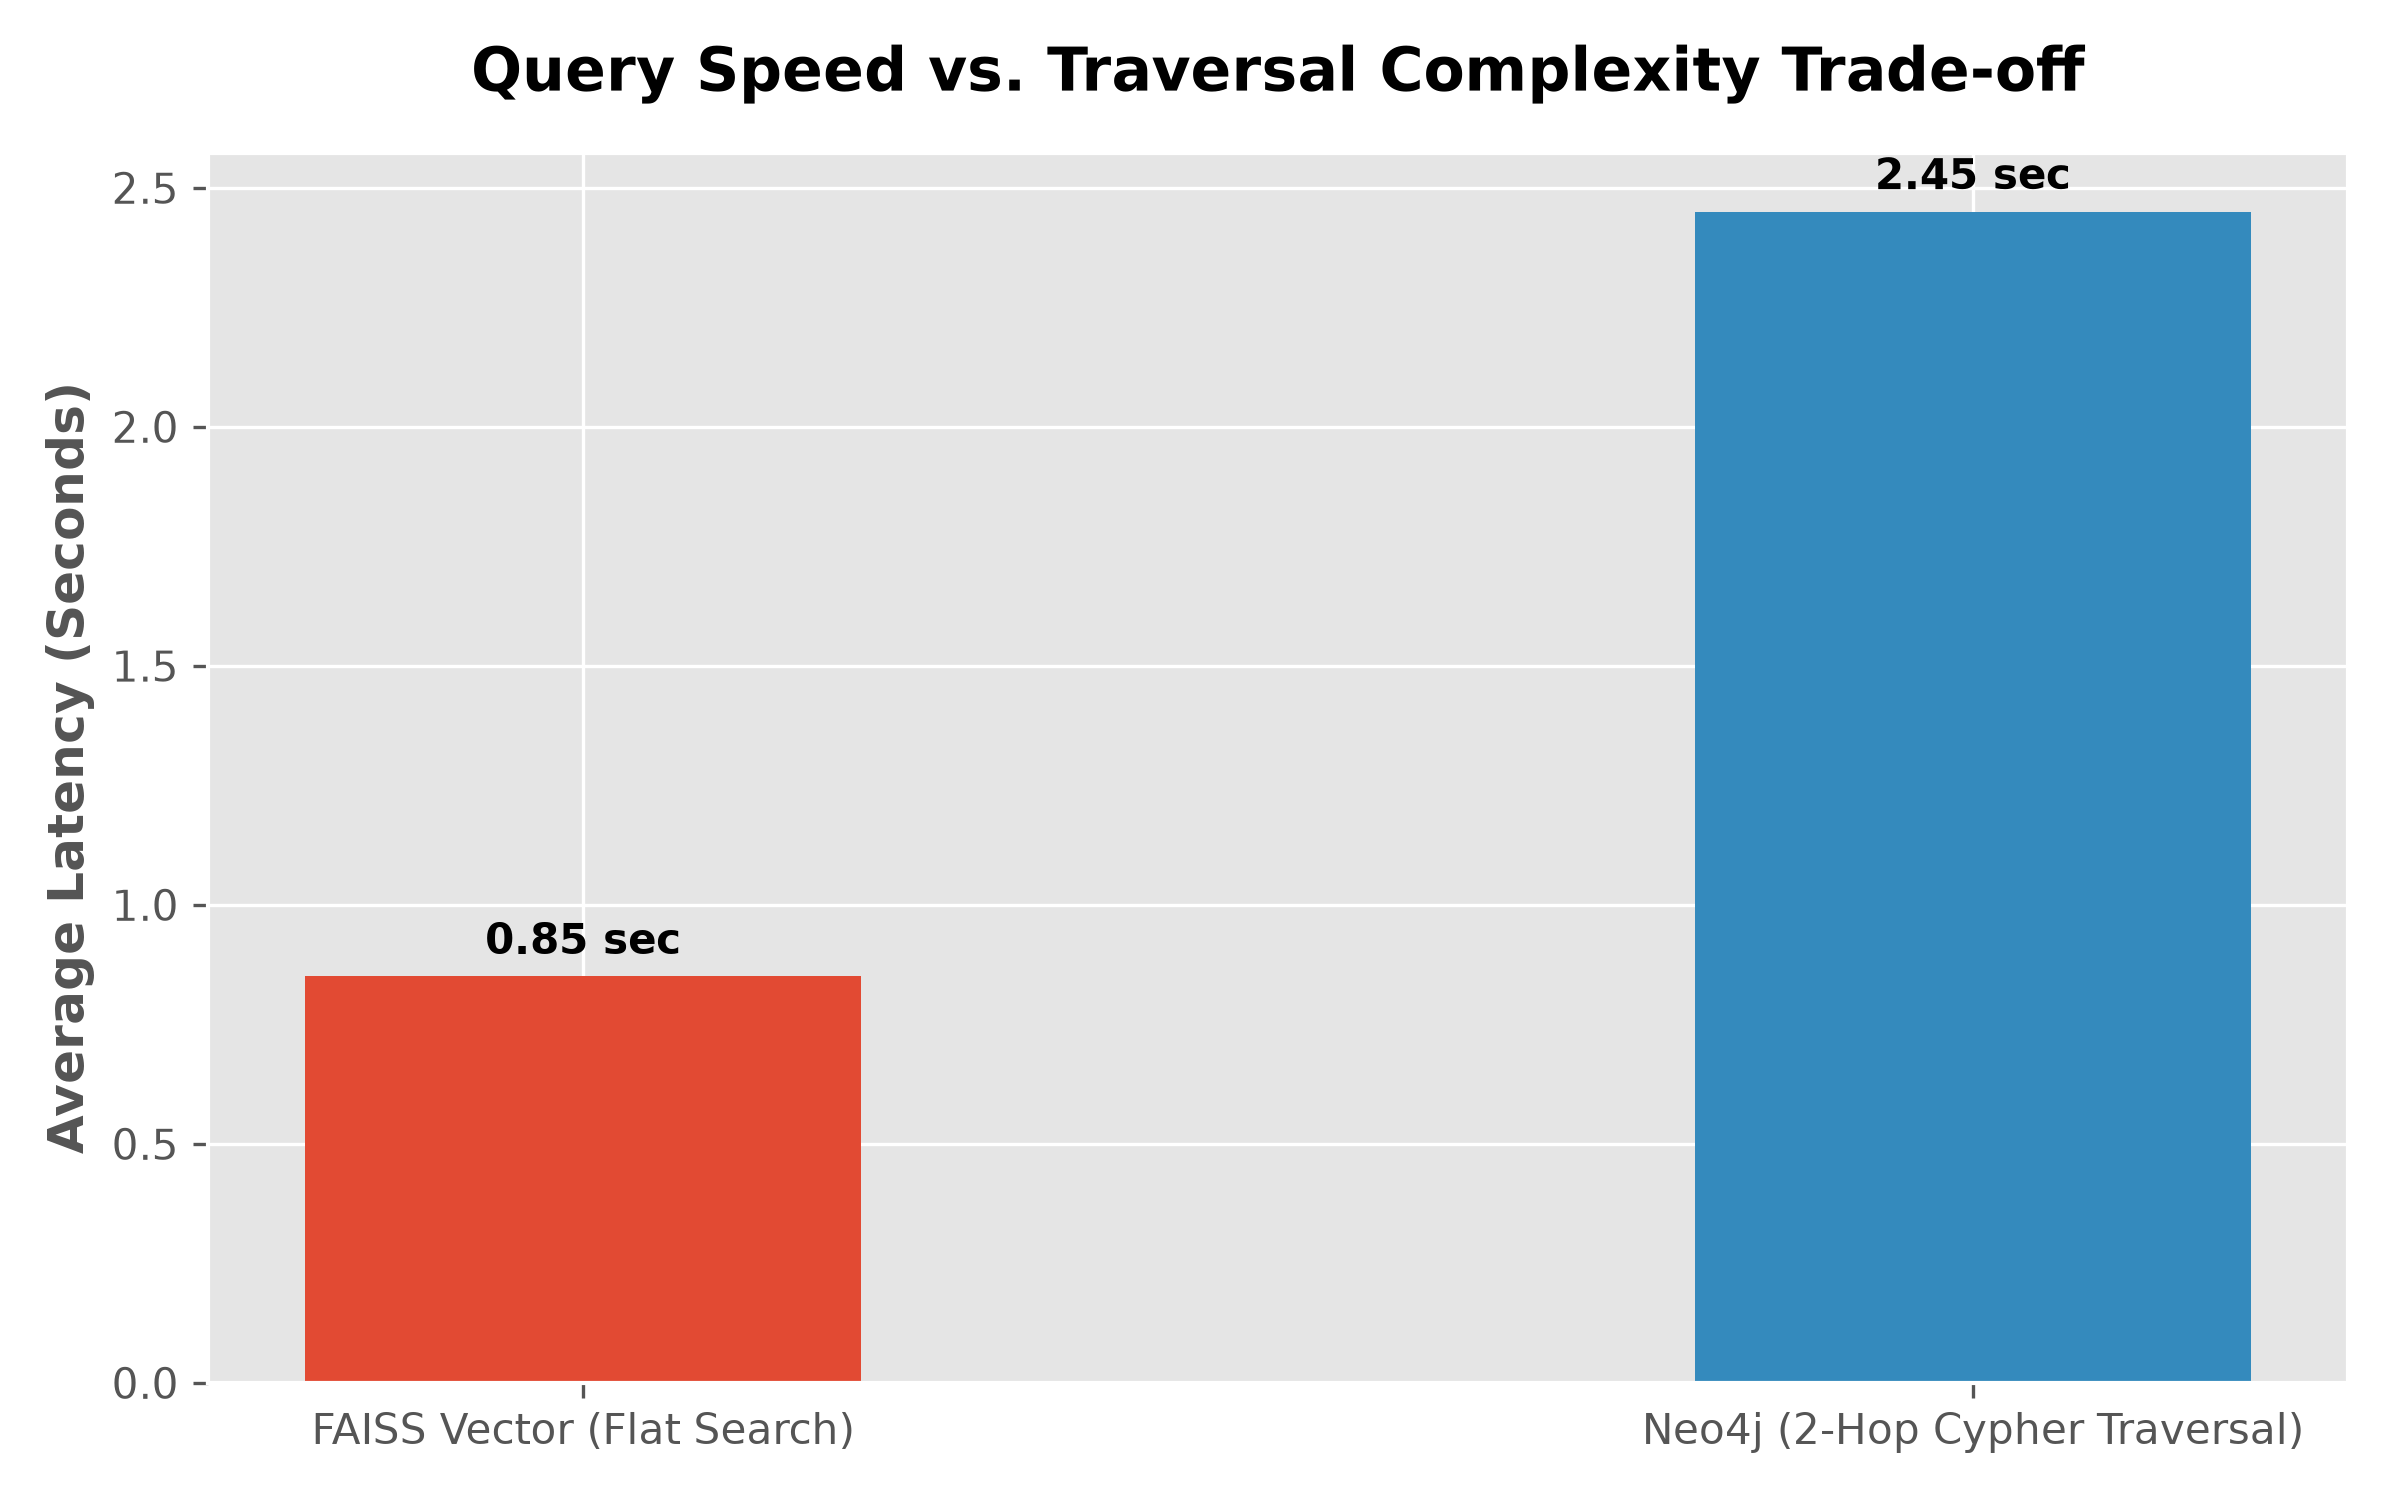 Query Speed vs. Traversal Complexity Trade-off
Average Latency (Seconds)
2.5
2.0
1.5
1.0
0.5
0.0
2.45 sec
0.85 sec
FAISS Vector (Flat Search)
Neo4j (2-Hop Cypher Traversal)